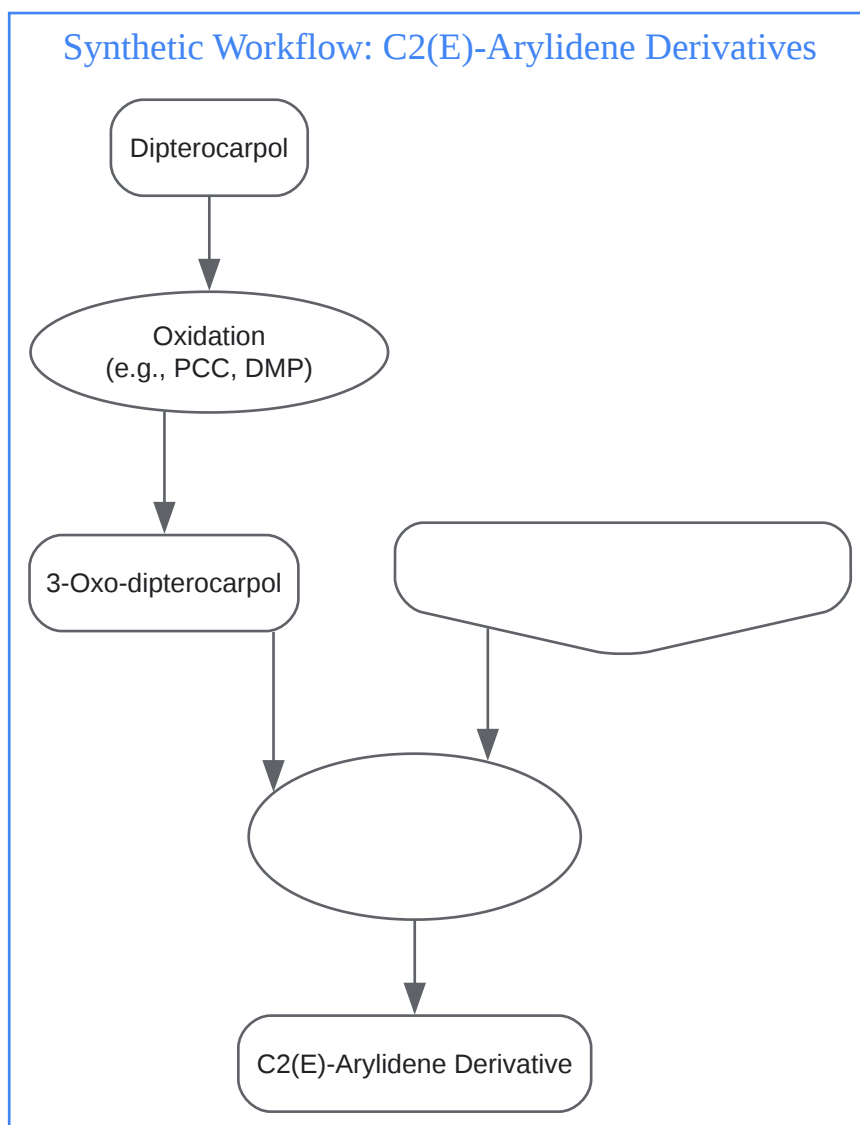 Synthetic Workflow: C2(E)-Arylidene Derivatives
Dipterocarpol
Oxidation
(e.g., PCC, DMP)
3-Oxo-dipterocarpol
C2(E)-Arylidene Derivative